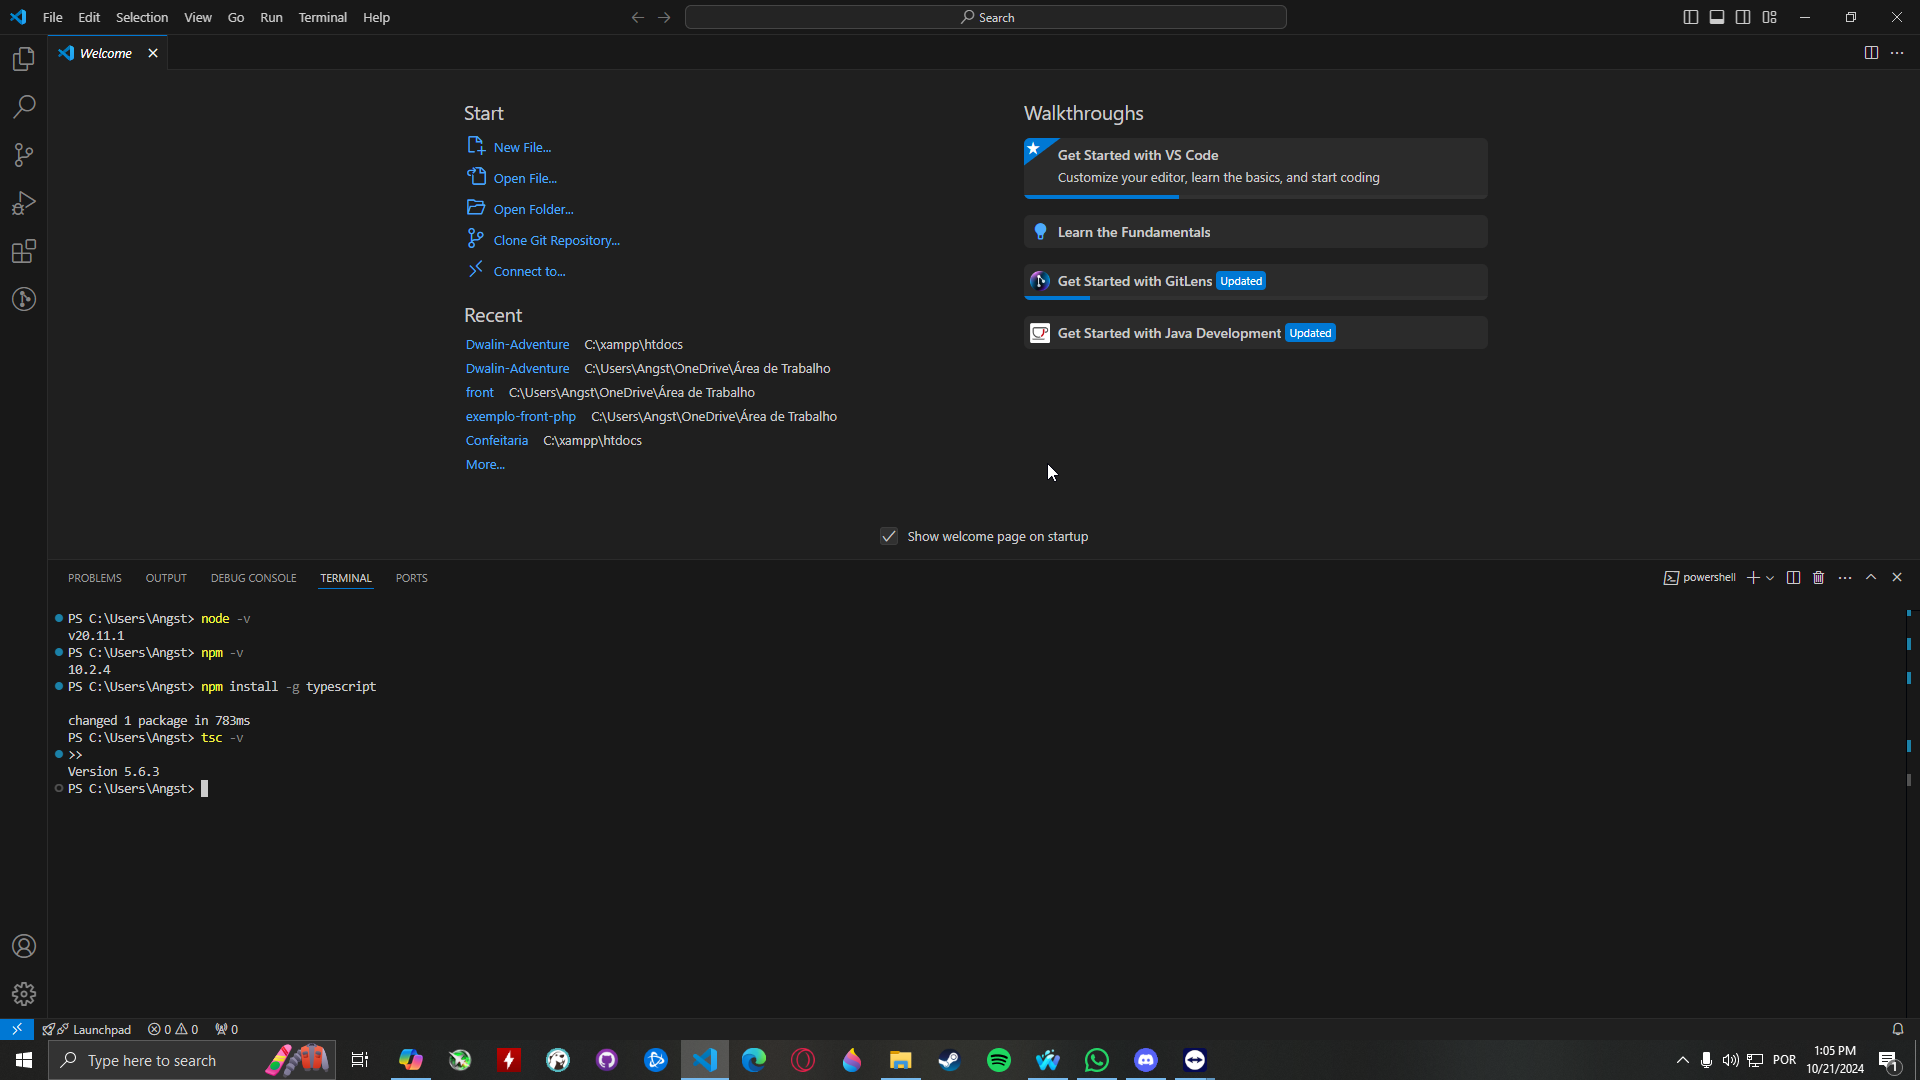 File Edit Selection View Go Run Terminal Help
Search
Welcome
Start
New File...
Open File...
Open Folder...
Clone Git Repository...
Connect to...
Recent
Dwalin-Adventure C:\xampp\htdocs
Dwalin-Adventure C:\Users\Angst\OneDrive\Área de Trabalho
front C:\Users\Angst\OneDrive\Área de Trabalho
exemplo-front-php C:\Users\Angst\OneDrive\Área de Trabalho
Confeitaria C:\xampp\htdocs
More...
Walkthroughs
Get Started with VS Code
Customize your editor, learn the basics, and start coding
Learn the Fundamentals
Get Started with GitLens Updated
Get Started with Java Development Updated
Show welcome page on startup
PROBLEMS OUTPUT DEBUG CONSOLE TERMINAL PORTS
powershell
PS C:\Users\Angst> node -v
v20.11.1
PS C:\Users\Angst> npm -v
10.2.4
PS C:\Users\Angst> npm install -g typescript
changed 1 package in 783ms
PS C:\Users\Angst> tsc -v
>>
Version 5.6.3
PS C:\Users\Angst>
Launchpad 0 0 0
Type here to search
POR
1:05 PM
10/21/2024
1